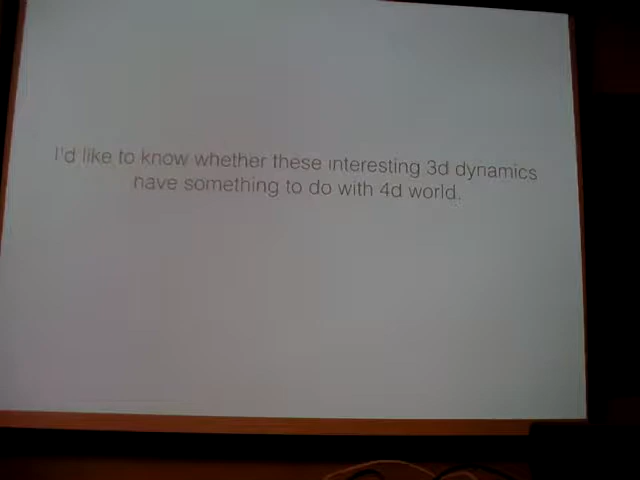 I'd like to know whether these interesting 3d dynamics
have something to do with 4d world.